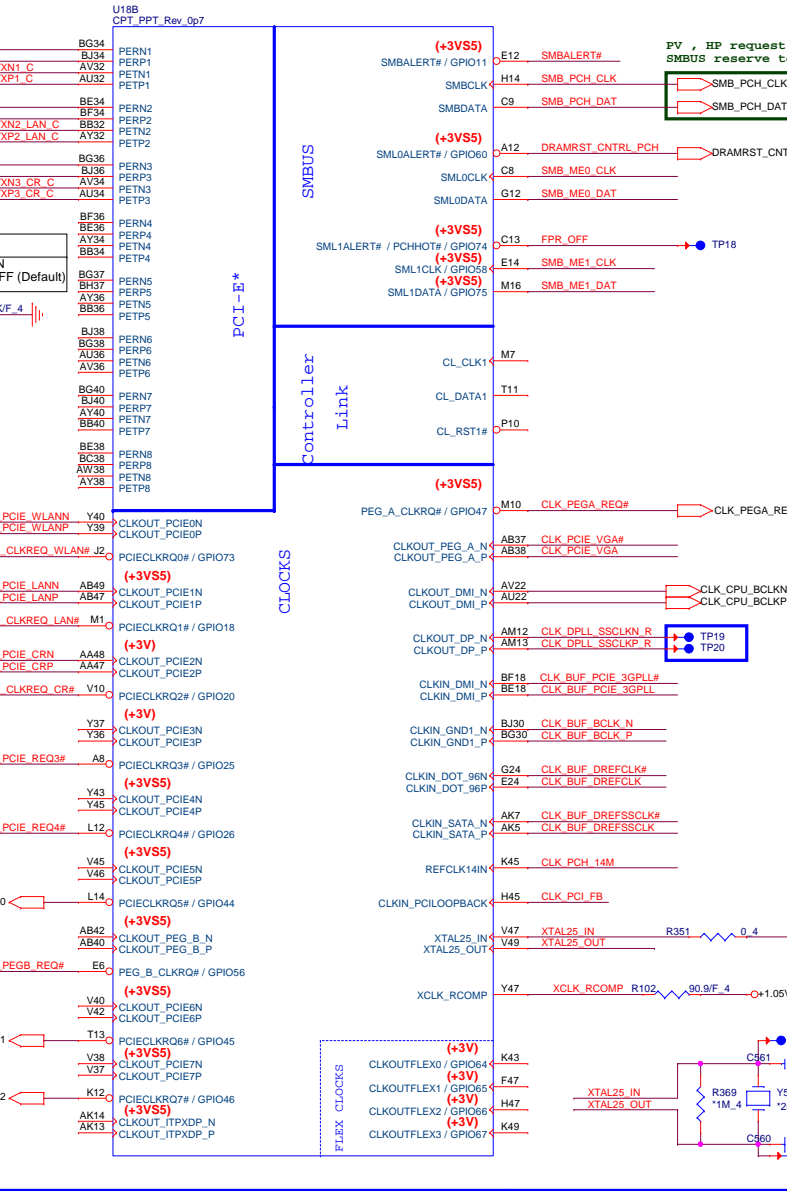 U18B
CPT_PPT_Rev_0p7
BG34 PERN1
BJ34 PERP1
TXN1_C AV32 PETN1
TXP1_C AU32 PETP1
BE34 PERN2
BF34 PERP2
TXN2_LAN_C BB32 PETN2
TXP2_LAN_C AY32 PETP2
BG36 PERN3
BJ36 PERP3
TXN3_CR_C AV34 PETN3
TXP3_CR_C AU34 PETP3
BF36 PERN4
BE36 PERP4
AY34 PETN4
BB34 PETP4
N
FF (Default)
BG37 PERN5
BH37 PERP5
AY36 PETN5
BB36 PETP5
K/F_4
BJ38 PERN6
BG38 PERP6
AU36 PETN6
AV36 PETP6
BG40 PERN7
BJ40 PERP7
AY40 PETN7
BB40 PETP7
BE38 PERN8
BC38 PERP8
AW38 PETN8
AY38 PETP8
PCI-E*
PCIE_WLANN Y40 CLKOUT_PCIE0N
PCIE_WLANP Y39 CLKOUT_PCIE0P
CLKREQ_WLAN# J2 PCIECLKRQ0# / GPIO73
(+3VS5)
PCIE_LANN AB49 CLKOUT_PCIE1N
PCIE_LANP AB47 CLKOUT_PCIE1P
CLKREQ_LAN# M1 PCIECLKRQ1# / GPIO18
(+3V)
PCIE_CRN AA48 CLKOUT_PCIE2N
PCIE_CRP AA47 CLKOUT_PCIE2P
CLKREQ_CR# V10 PCIECLKRQ2# / GPIO20
(+3V)
Y37 CLKOUT_PCIE3N
Y36 CLKOUT_PCIE3P
PCIE_REQ3# A8 PCIECLKRQ3# / GPIO25
(+3VS5)
Y43 CLKOUT_PCIE4N
Y45 CLKOUT_PCIE4P
PCIE_REQ4# L12 PCIECLKRQ4# / GPIO26
(+3VS5)
V45 CLKOUT_PCIE5N
V46 CLKOUT_PCIE5P
0 L14 PCIECLKRQ5# / GPIO44
(+3VS5)
AB42 CLKOUT_PEG_B_N
AB40 CLKOUT_PEG_B_P
PEGB_REQ# E6 PEG_B_CLKRQ# / GPIO56
(+3VS5)
V40 CLKOUT_PCIE6N
V42 CLKOUT_PCIE6P
1 T13 PCIECLKRQ6# / GPIO45
(+3VS5)
V38 CLKOUT_PCIE7N
V37 CLKOUT_PCIE7P
2 K12 PCIECLKRQ7# / GPIO46
(+3VS5)
AK14 CLKOUT_ITPXDP_N
AK13 CLKOUT_ITPXDP_P
SMBUS
Controller
Link
CLOCKS
FLEX CLOCKS
(+3VS5)
SMBALERT# / GPIO11 E12 SMBALERT#
SMBCLK H14 SMB_PCH_CLK
SMBDATA C9 SMB_PCH_DAT
PV , HP request
SMBUS reserve t
SMB_PCH_CLK
SMB_PCH_DAT
(+3VS5)
SML0ALERT# / GPIO60 A12 DRAMRST_CNTRL_PCH DRAMRST_CNT
SML0CLK C8 SMB_ME0_CLK
SML0DATA G12 SMB_ME0_DAT
(+3VS5)
SML1ALERT# / PCHHOT# / GPIO74 C13 FPR_OFF TP18
(+3VS5)
SML1CLK / GPIO58 E14 SMB_ME1_CLK
(+3VS5)
SML1DATA / GPIO75 M16 SMB_ME1_DAT
CL_CLK1 M7
CL_DATA1 T11
CL_RST1# P10
(+3VS5)
PEG_A_CLKRQ# / GPIO47 M10 CLK_PEGA_REQ# CLK_PEGA_RE
CLKOUT_PEG_A_N AB37 CLK_PCIE_VGA#
CLKOUT_PEG_A_P AB38 CLK_PCIE_VGA
CLKOUT_DMI_N AV22 CLK_CPU_BCLKN
CLKOUT_DMI_P AU22 CLK_CPU_BCLKP
CLKOUT_DP_N AM12 CLK_DPLL_SSCLKN_R TP19
CLKOUT_DP_P AM13 CLK_DPLL_SSCLKP_R TP20
CLKIN_DMI_N BF18 CLK_BUF_PCIE_3GPLL#
CLKIN_DMI_P BE18 CLK_BUF_PCIE_3GPLL
CLKIN_GND1_N BJ30 CLK_BUF_BCLK_N
CLKIN_GND1_P BG30 CLK_BUF_BCLK_P
CLKIN_DOT_96N G24 CLK_BUF_DREFCLK#
CLKIN_DOT_96P E24 CLK_BUF_DREFCLK
CLKIN_SATA_N AK7 CLK_BUF_DREFSSCLK#
CLKIN_SATA_P AK5 CLK_BUF_DREFSSCLK
REFCLK14IN K45 CLK_PCH_14M
CLKIN_PCILOOPBACK H45 CLK_PCI_FB
XTAL25_IN V47 XTAL25_IN R351 0_4
XTAL25_OUT V49 XTAL25_OUT
XCLK_RCOMP Y47 XCLK_RCOMP R102 90.9/F_4 +1.05V
(+3V)
CLKOUTFLEX0 / GPIO64 K43
(+3V)
CLKOUTFLEX1 / GPIO65 F47
(+3V)
CLKOUTFLEX2 / GPIO66 H47
(+3V)
CLKOUTFLEX3 / GPIO67 K49
XTAL25_IN
XTAL25_OUT
C561
R369
*1M_4
Y5
*2
C560